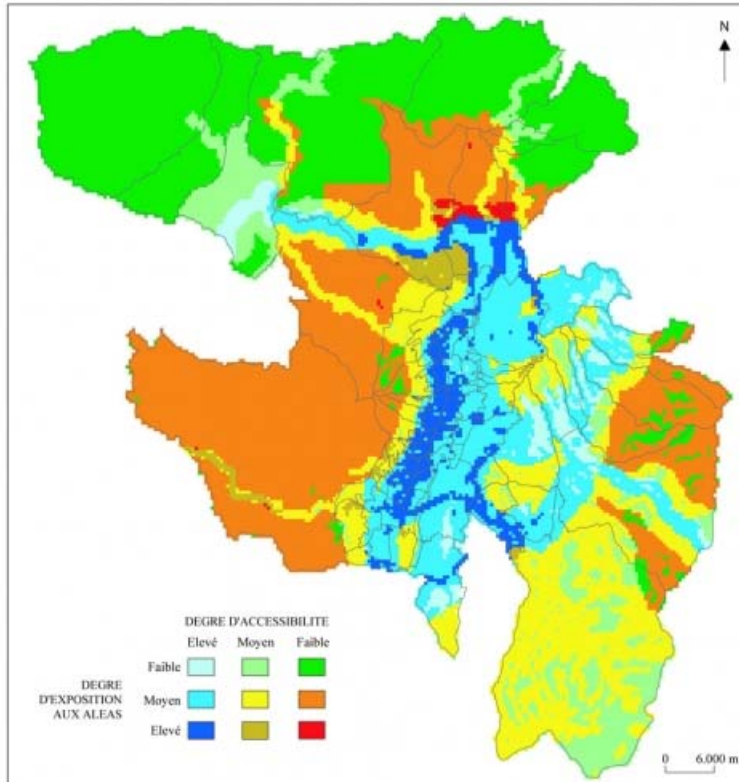 N
DEGRE D'ACCESSIBILITE
Elevé Moyen Faible
Faible
DEGRE
D'EXPOSITION
AUX ALEAS
Moyen
Elevé
0 6.000 m